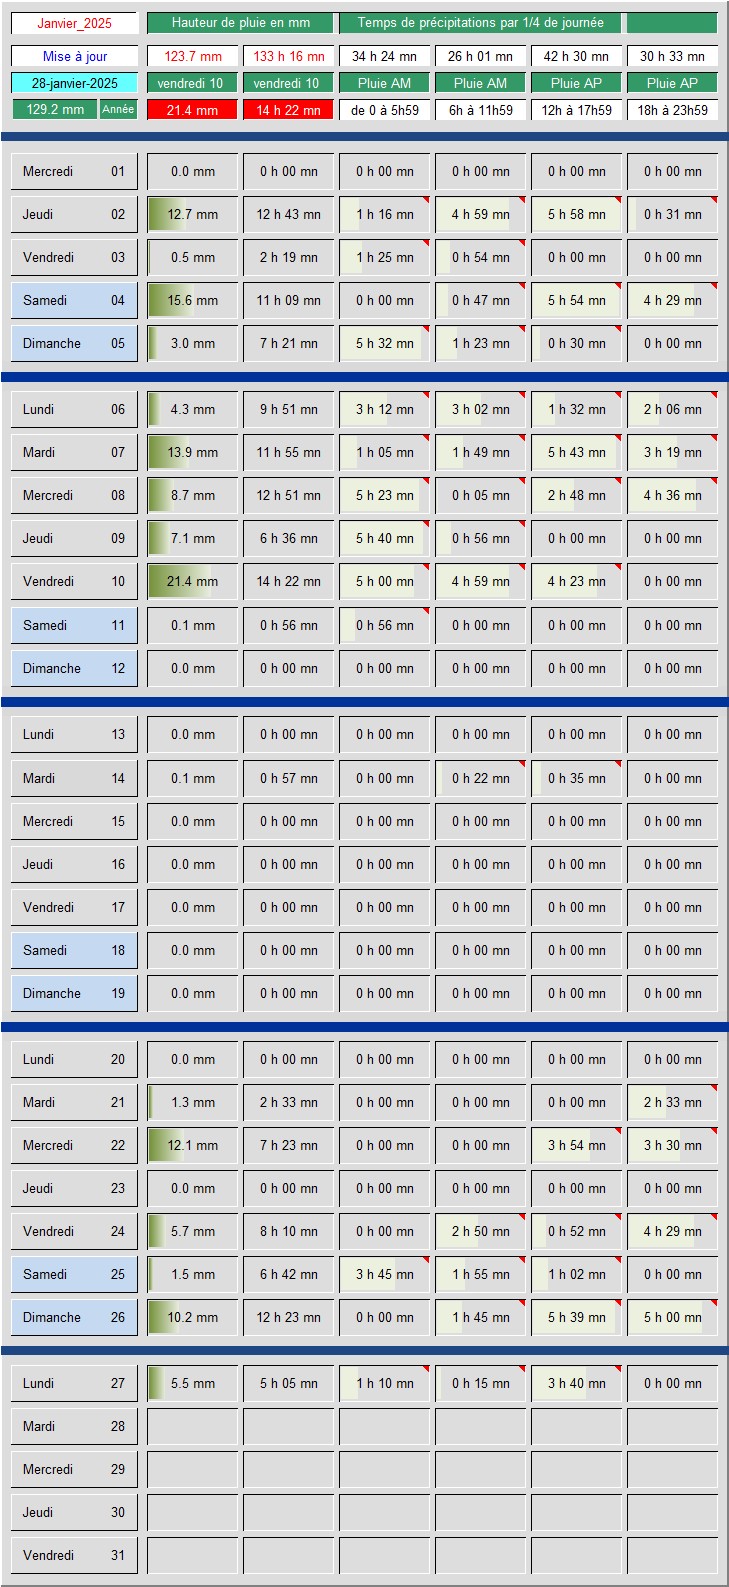 Janvier_2025 Hauteur de pluie en mm Temps de précipitations par 1/4 de journée
Mise à jour 123.7 mm 133 h 16 mn 34 h 24 mn 26 h 01 mn 42 h 30 mn 30 h 33 mn
28-janvier-2025 vendredi 10 vendredi 10 Pluie AM Pluie AM Pluie AP Pluie AP
129.2 mm Année 21.4 mm 14 h 22 mn de 0 à 5h59 6h à 11h59 12h à 17h59 18h à 23h59
Mercredi 01 0.0 mm 0 h 00 mn 0 h 00 mn 0 h 00 mn 0 h 00 mn 0 h 00 mn
Jeudi 02 12.7 mm 12 h 43 mn 1 h 16 mn 4 h 59 mn 5 h 58 mn 0 h 31 mn
Vendredi 03 0.5 mm 2 h 19 mn 1 h 25 mn 0 h 54 mn 0 h 00 mn 0 h 00 mn
Samedi 04 15.6 mm 11 h 09 mn 0 h 00 mn 0 h 47 mn 5 h 54 mn 4 h 29 mn
Dimanche 05 3.0 mm 7 h 21 mn 5 h 32 mn 1 h 23 mn 0 h 30 mn 0 h 00 mn
Lundi 06 4.3 mm 9 h 51 mn 3 h 12 mn 3 h 02 mn 1 h 32 mn 2 h 06 mn
Mardi 07 13.9 mm 11 h 55 mn 1 h 05 mn 1 h 49 mn 5 h 43 mn 3 h 19 mn
Mercredi 08 8.7 mm 12 h 51 mn 5 h 23 mn 0 h 05 mn 2 h 48 mn 4 h 36 mn
Jeudi 09 7.1 mm 6 h 36 mn 5 h 40 mn 0 h 56 mn 0 h 00 mn 0 h 00 mn
Vendredi 10 21.4 mm 14 h 22 mn 5 h 00 mn 4 h 59 mn 4 h 23 mn 0 h 00 mn
Samedi 11 0.1 mm 0 h 56 mn 0 h 56 mn 0 h 00 mn 0 h 00 mn 0 h 00 mn
Dimanche 12 0.0 mm 0 h 00 mn 0 h 00 mn 0 h 00 mn 0 h 00 mn 0 h 00 mn
Lundi 13 0.0 mm 0 h 00 mn 0 h 00 mn 0 h 00 mn 0 h 00 mn 0 h 00 mn
Mardi 14 0.1 mm 0 h 57 mn 0 h 00 mn 0 h 22 mn 0 h 35 mn 0 h 00 mn
Mercredi 15 0.0 mm 0 h 00 mn 0 h 00 mn 0 h 00 mn 0 h 00 mn 0 h 00 mn
Jeudi 16 0.0 mm 0 h 00 mn 0 h 00 mn 0 h 00 mn 0 h 00 mn 0 h 00 mn
Vendredi 17 0.0 mm 0 h 00 mn 0 h 00 mn 0 h 00 mn 0 h 00 mn 0 h 00 mn
Samedi 18 0.0 mm 0 h 00 mn 0 h 00 mn 0 h 00 mn 0 h 00 mn 0 h 00 mn
Dimanche 19 0.0 mm 0 h 00 mn 0 h 00 mn 0 h 00 mn 0 h 00 mn 0 h 00 mn
Lundi 20 0.0 mm 0 h 00 mn 0 h 00 mn 0 h 00 mn 0 h 00 mn 0 h 00 mn
Mardi 21 1.3 mm 2 h 33 mn 0 h 00 mn 0 h 00 mn 0 h 00 mn 2 h 33 mn
Mercredi 22 12.1 mm 7 h 23 mn 0 h 00 mn 0 h 00 mn 3 h 54 mn 3 h 30 mn
Jeudi 23 0.0 mm 0 h 00 mn 0 h 00 mn 0 h 00 mn 0 h 00 mn 0 h 00 mn
Vendredi 24 5.7 mm 8 h 10 mn 0 h 00 mn 2 h 50 mn 0 h 52 mn 4 h 29 mn
Samedi 25 1.5 mm 6 h 42 mn 3 h 45 mn 1 h 55 mn 1 h 02 mn 0 h 00 mn
Dimanche 26 10.2 mm 12 h 23 mn 0 h 00 mn 1 h 45 mn 5 h 39 mn 5 h 00 mn
Lundi 27 5.5 mm 5 h 05 mn 1 h 10 mn 0 h 15 mn 3 h 40 mn 0 h 00 mn
Mardi 28
Mercredi 29
Jeudi 30
Vendredi 31